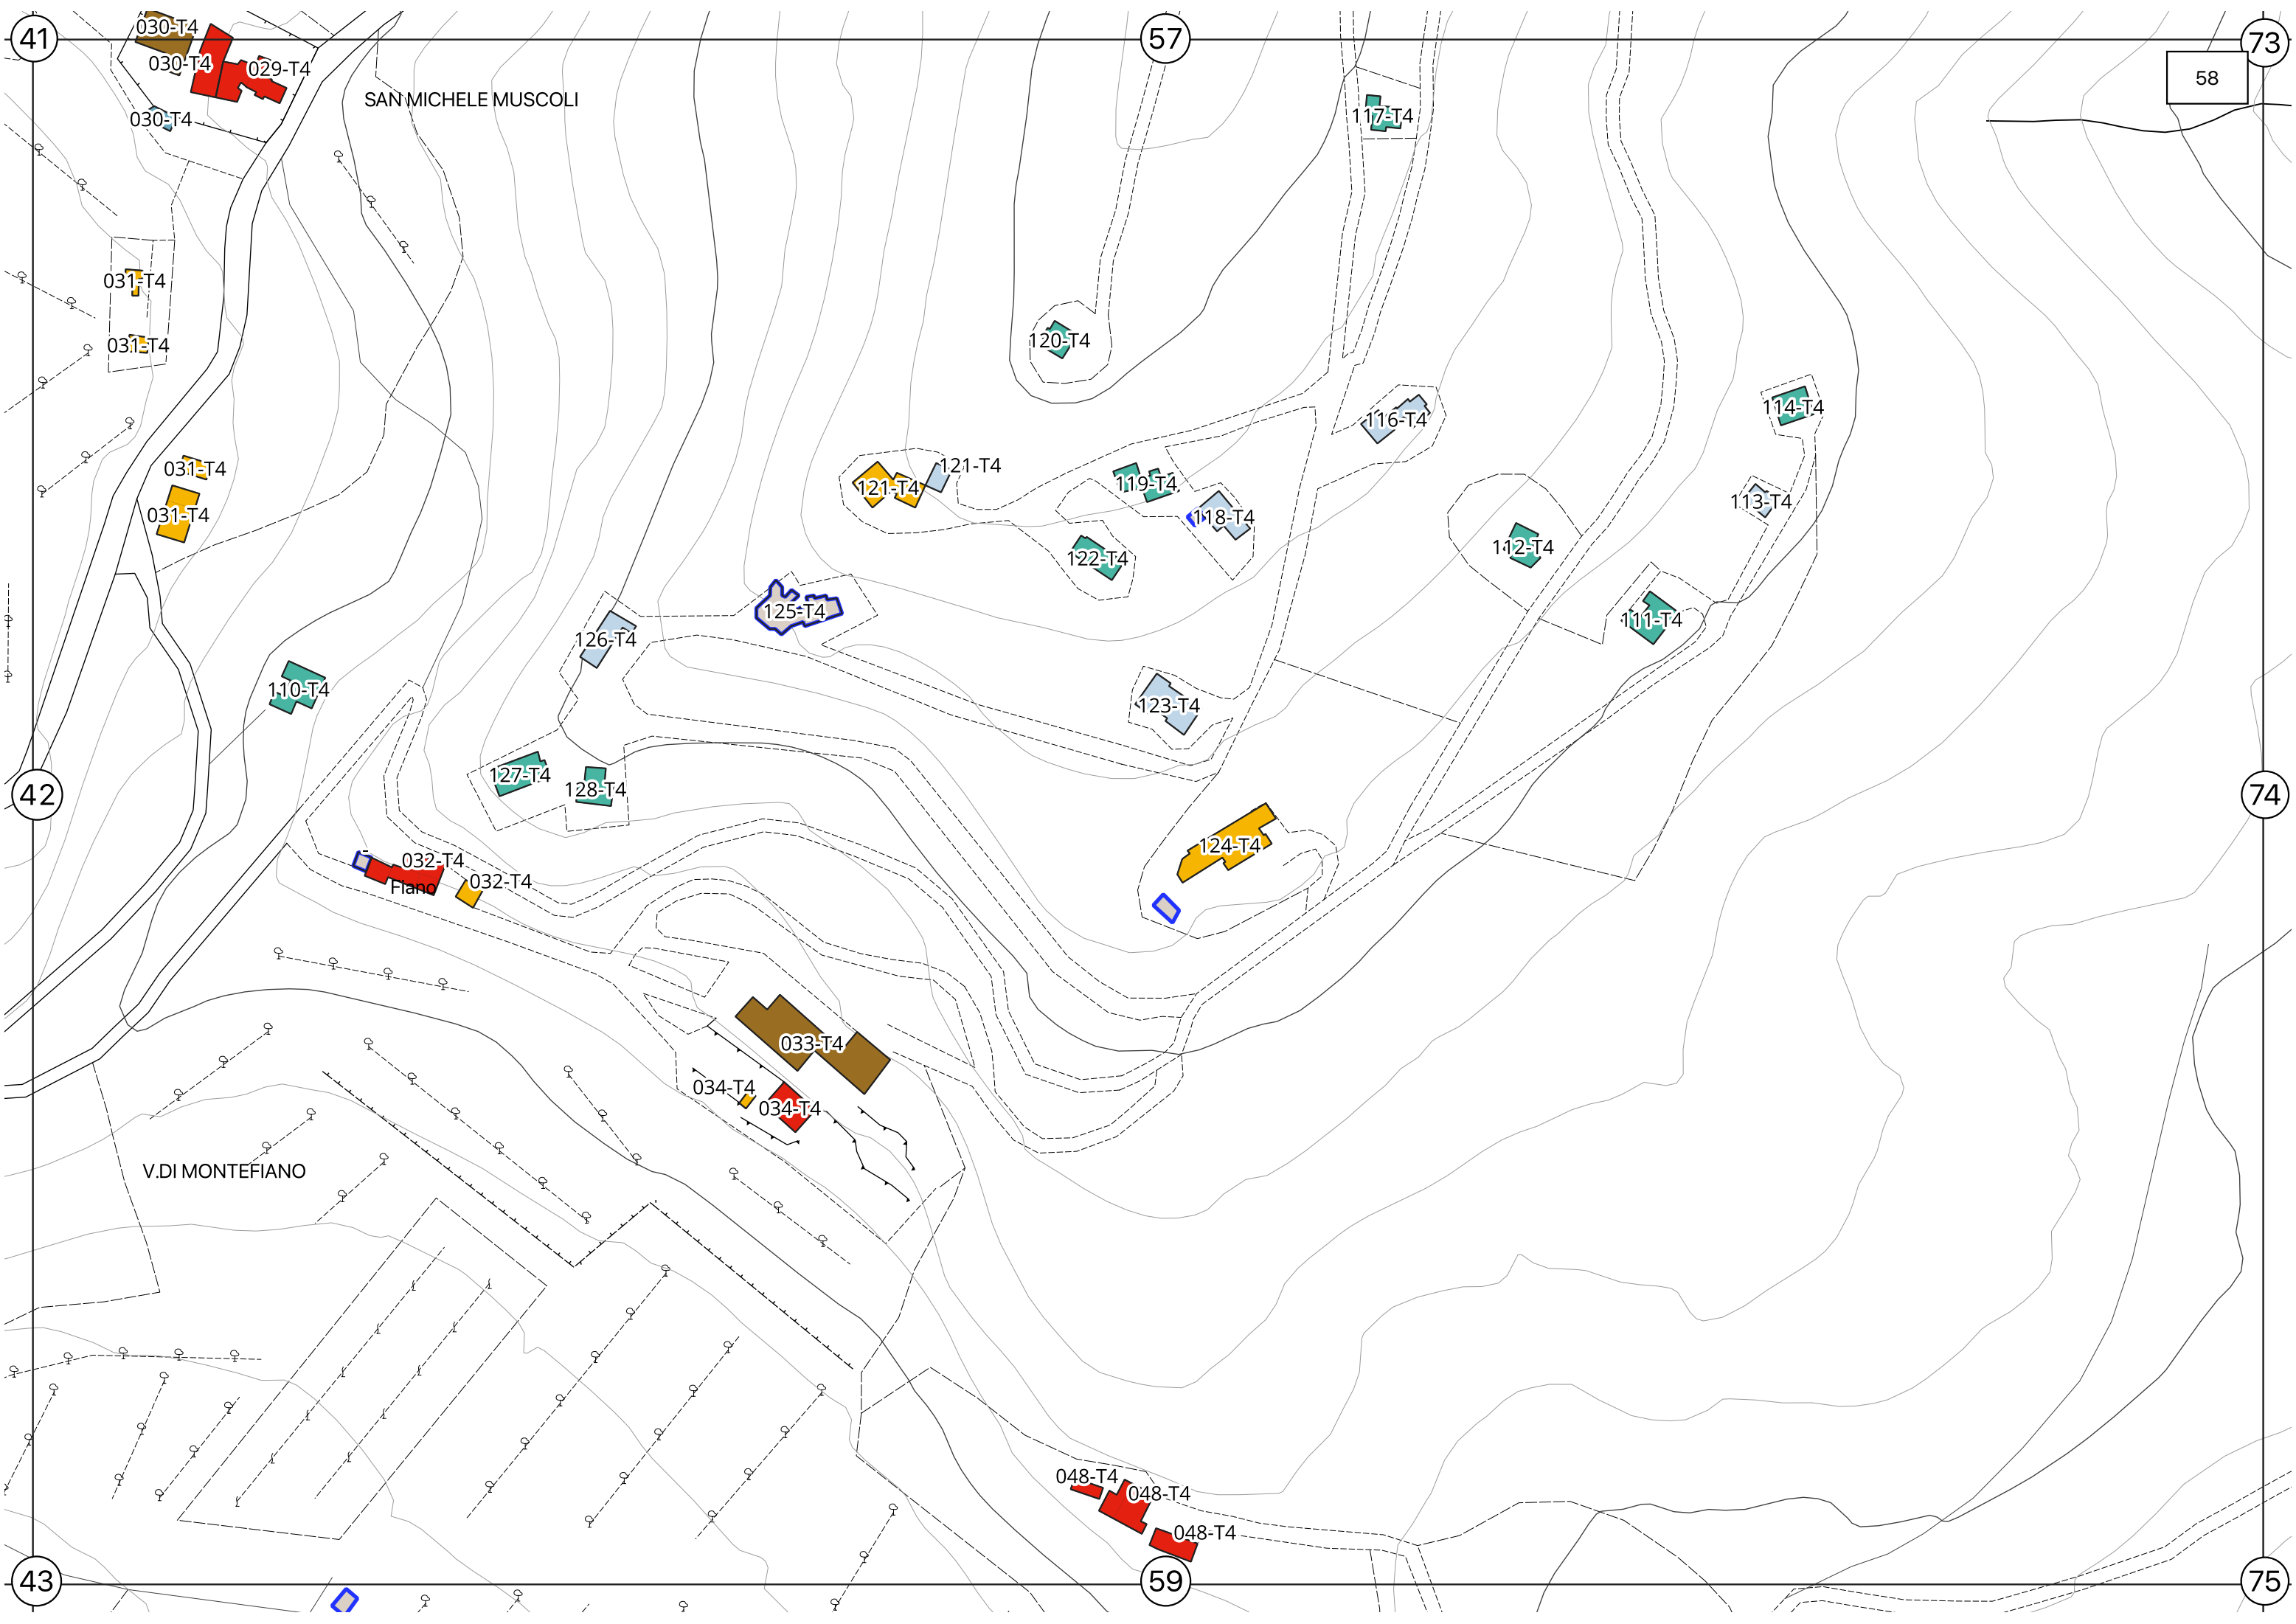 030-T4
41
57
73
030-T4
029-T4
58
SAN MICHELE MUSCOLI
117-T4
030-T4
031-T4
120-T4
031-T4
114-T4
116-T4
031-T4
121-T4
121-T4
119-T4
113-T4
031-T4
118-T4
112-T4
122-T4
125-T4
111-T4
126-T4
110-T4
123-T4
127-T4
128-T4
42
74
124-T4
032-T4
032-T4
Fiano
033-T4
034-T4
034-T4
V.DI MONTEFIANO
048-T4
048-T4
048-T4
43
59
75